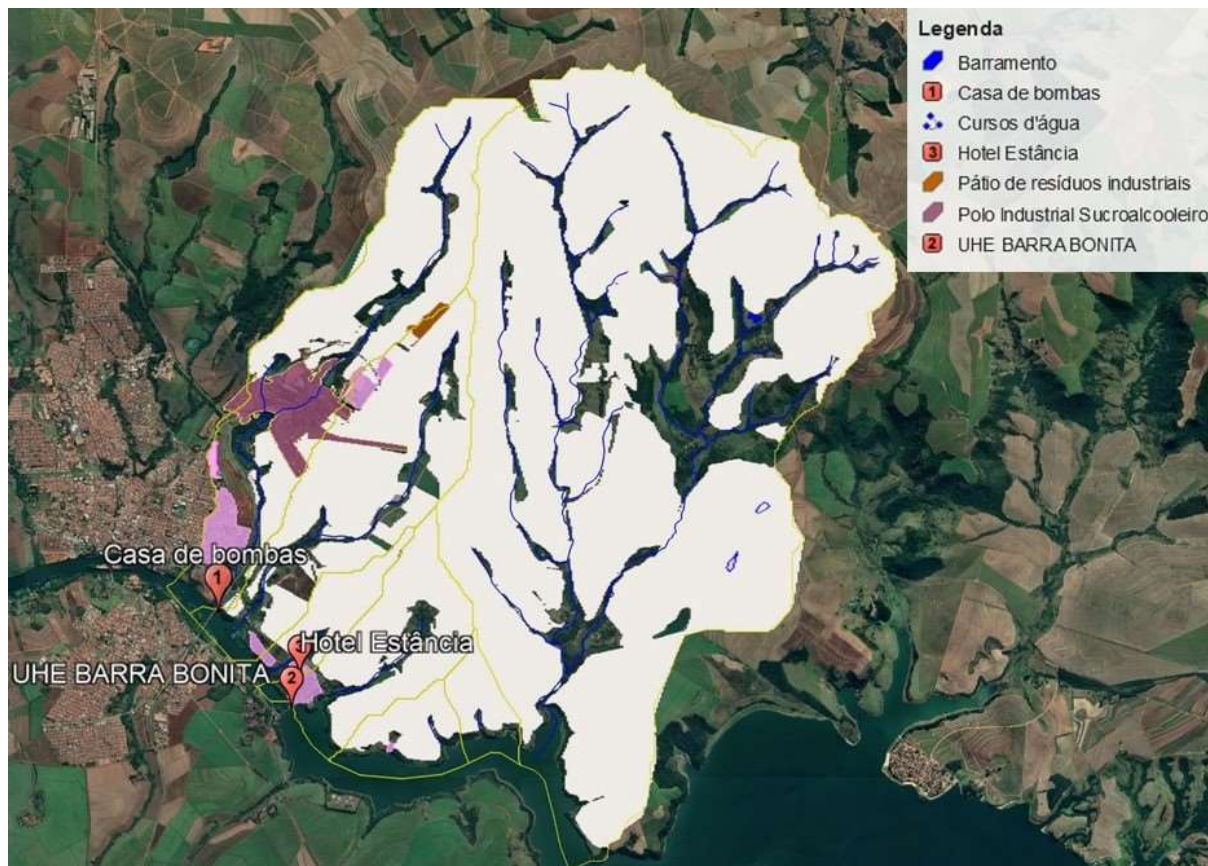 Legenda
Barramento
1 Casa de bombas
Cursos d'água
3 Hotel Estância
Pátio de resíduos industriais
Polo Industrial Sucroalcooleiro
2 UHE BARRA BONITA
Casa de bombas
1
3
Hotel Estância
UHE BARRA BONITA
2